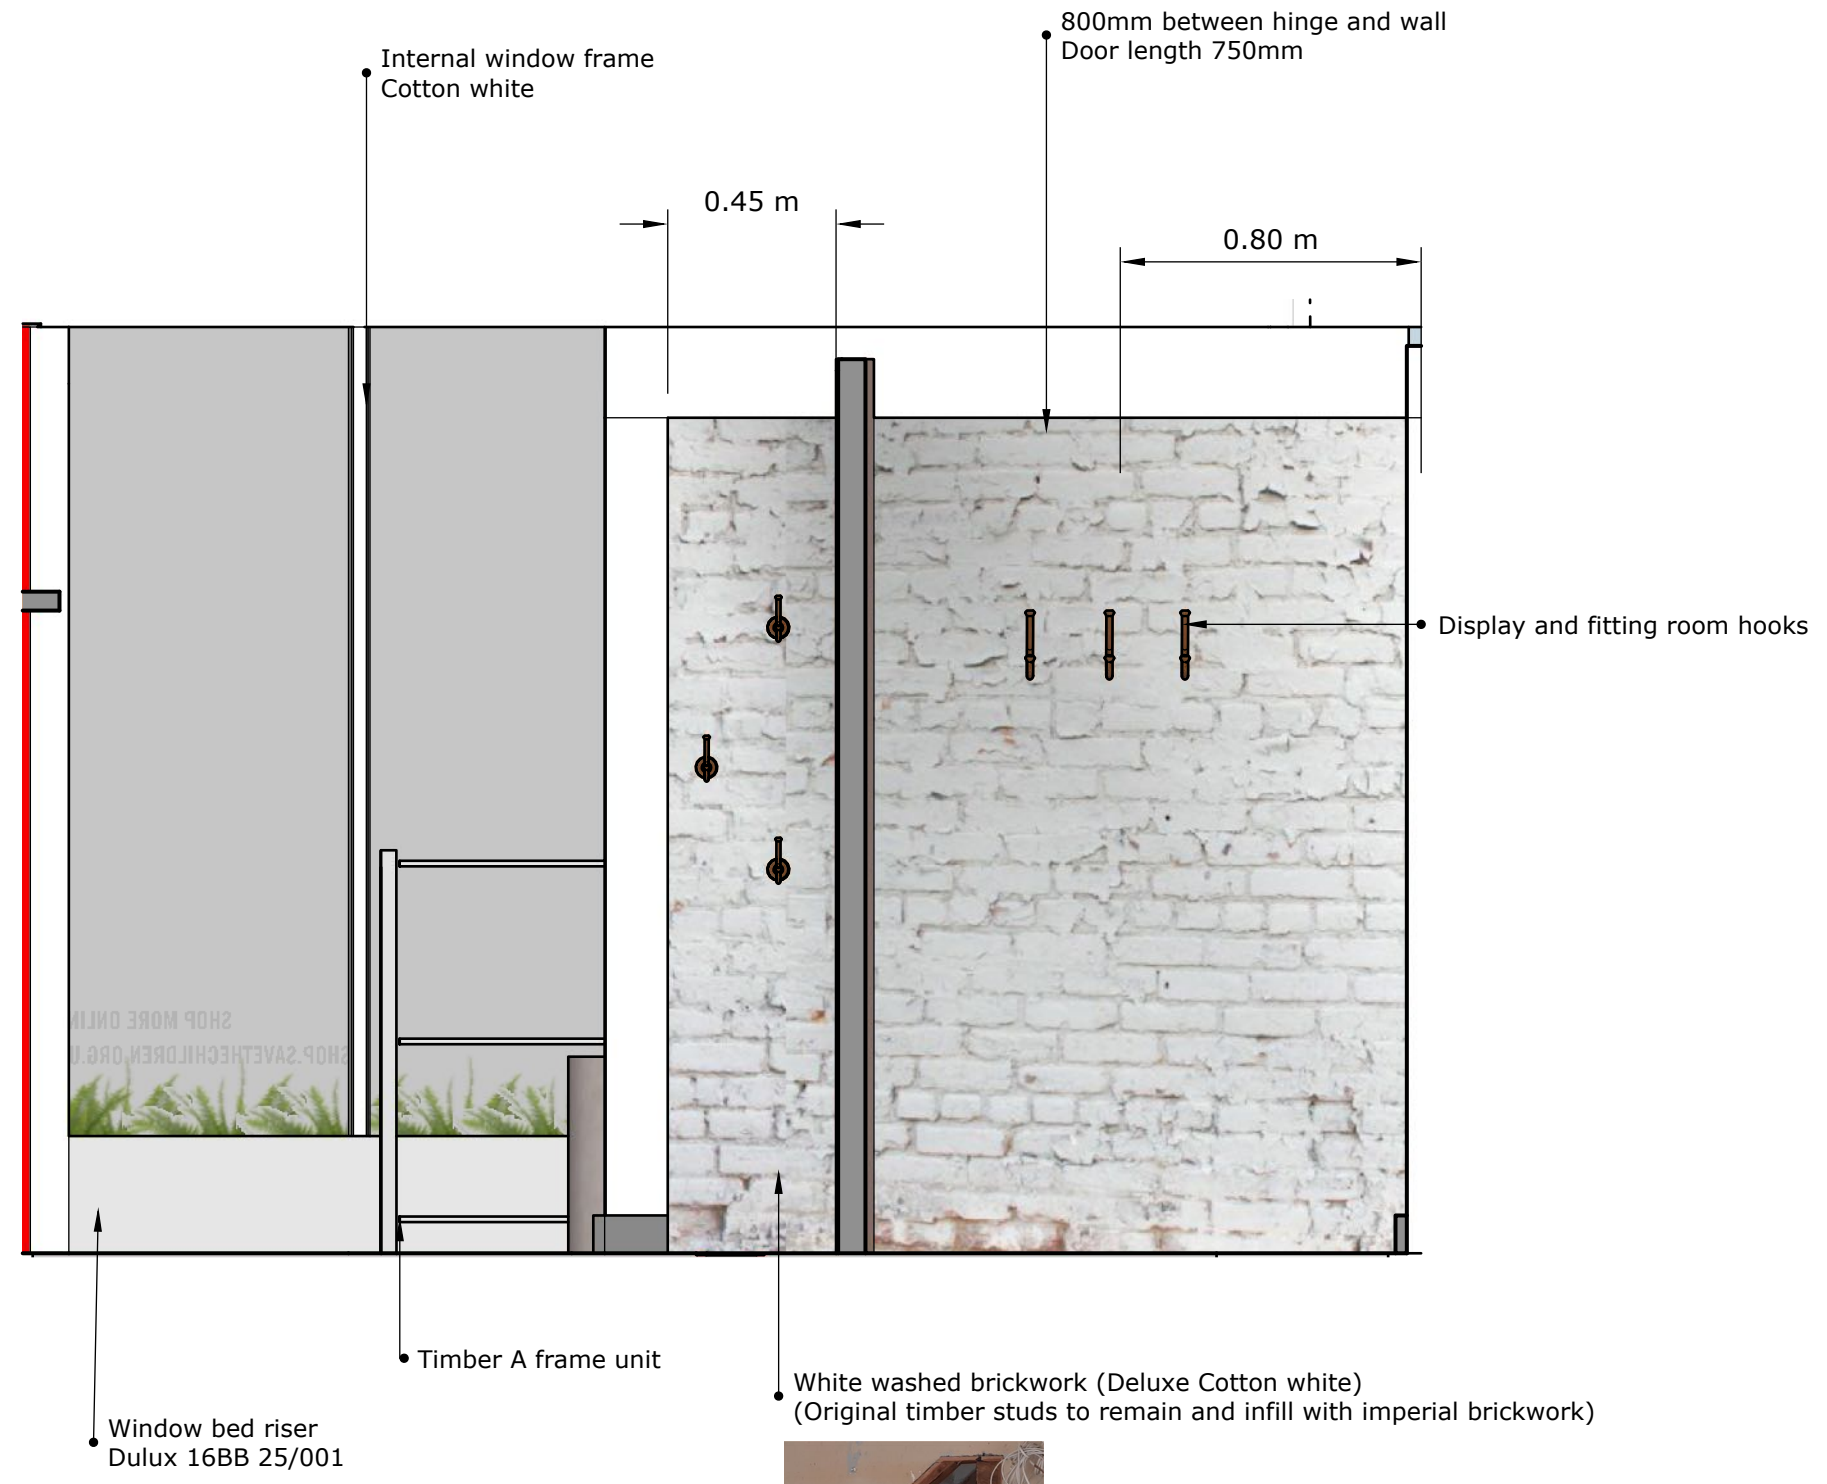 800mm between hinge and wall
Door length 750mm
Internal window frame
Cotton white
0.45 m
0.80 m
Display and fitting room hooks
SHOP MORE ONLIN
SHOP.SAVETHECHILDREN.ORG.U
Timber A frame unit
White washed brickwork (Deluxe Cotton white)
(Original timber studs to remain and infill with imperial brickwork)
Window bed riser
Dulux 16BB 25/001